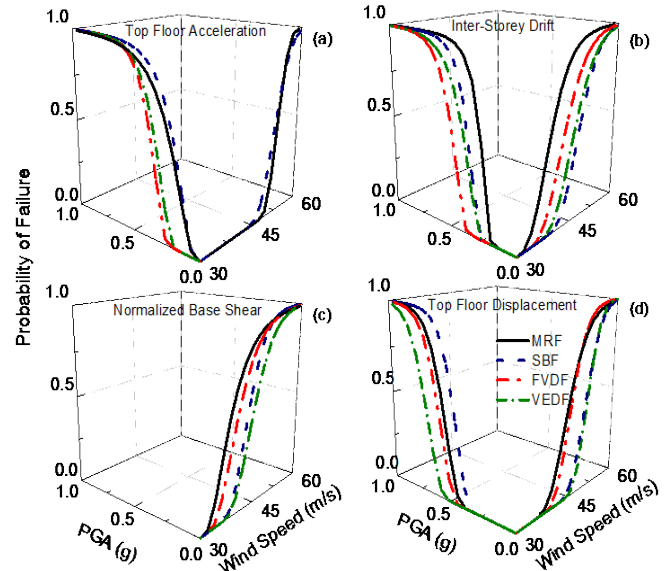 1.0
Top Floor Acceleration
(a)
0.5
0.0
1.0
0.5
0.0
30
45
60
1.0
Inter-Storey Drift
(b)
0.5
0.0
1.0
0.5
0.0
30
45
60
Probability of Failure
1.0
Normalized Base Shear
(c)
0.5
0.0
1.0
0.5
0.0
30
45
60
PGA (g)
Wind Speed (m/s)
1.0
Top Floor Displacement
(d)
MRF
SBF
FVDF
VEDF
0.5
0.0
1.0
0.5
0.0
30
45
60
PGA (g)
Wind Speed (m/s)